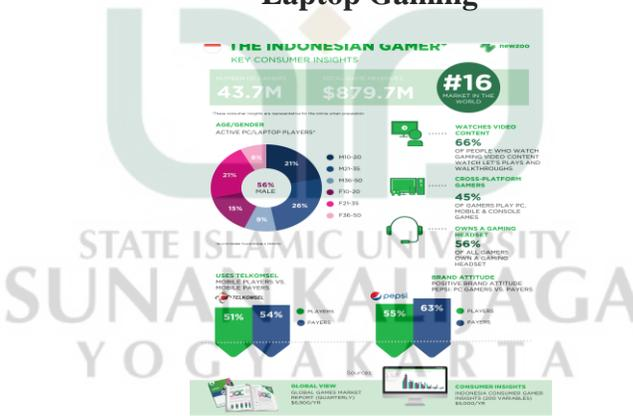 Laptop Gaming
THE INDONESIAN GAMER*
newzoo
KEY CONSUMER INSIGHTS
43.7M
$879.7M
#16
MARKET IN THE
WORLD
AGE/GENDER
ACTIVE PC/LAPTOP PLAYERS*
21%
26%
9%
15%
21%
8%
56%
MALE
M10-20
M21-35
M36-50
F10-20
F21-35
F36-50
WATCHES VIDEO
CONTENT
66%
OF PEOPLE WHO WATCH
GAMING VIDEO CONTENT
WATCH LET'S PLAYS AND
WALKTHROUGHS
CROSS-PLATFORM
GAMERS
45%
OF GAMERS PLAY PC,
MOBILE & CONSOLE
GAMES
OWNS A GAMING
HEADSET
56%
OF ALL GAMERS
OWN A GAMING
HEADSET
STATE ISLAMIC UNIVERSITY
SUNAN KALIJAGA
YOGYAKARTA
USES TELKOMSEL
MOBILE PLAYERS VS.
MOBILE PAYERS
TELKOMSEL
51%
54%
PLAYERS
PAYERS
BRAND ATTITUDE
POSITIVE BRAND ATTITUDE
PEPSI: PC GAMERS VS. PAYERS
pepsi
55%
63%
PLAYERS
PAYERS
Sources
GLOBAL VIEW
GLOBAL GAMES MARKET
REPORT (QUARTERLY)
CONSUMER INSIGHTS
INDONESIA CONSUMER GAMER
INSIGHTS (200 VARIABLES)